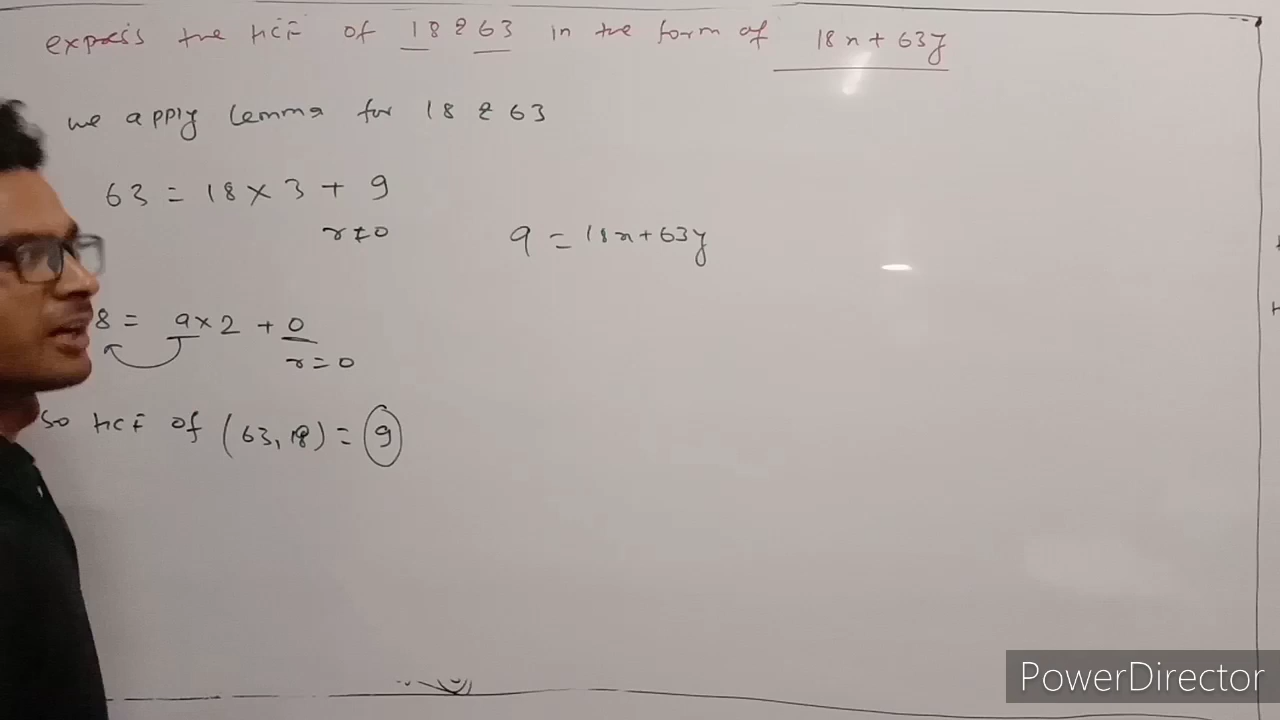 express the HCF of 18 & 63 in the form of 18x + 63y
we apply lemma for 18 & 63
63 = 18 × 3 + 9
r ≠ 0
9 = 18x + 63y
8 = 9 × 2 + 0
r = 0
so HCF of (63, 18) = 9
PowerDirector